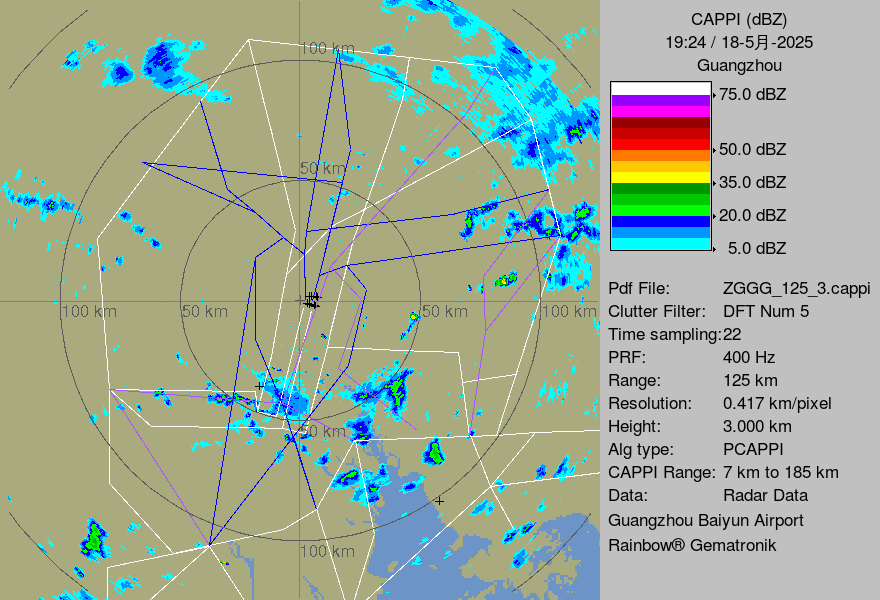 CAPPI (dBZ)
19:24 / 18-5月-2025
Guangzhou
75.0 dBZ
50.0 dBZ
35.0 dBZ
20.0 dBZ
5.0 dBZ
Pdf File: ZGGG_125_3.cappi
Clutter Filter: DFT Num 5
Time sampling:22
PRF: 400 Hz
Range: 125 km
Resolution: 0.417 km/pixel
Height: 3.000 km
Alg type: PCAPPI
CAPPI Range: 7 km to 185 km
Data: Radar Data
Guangzhou Baiyun Airport
Rainbow® Gematronik
100 km
50 km
100 km
50 km
50 km
100 km
50 km
100 km